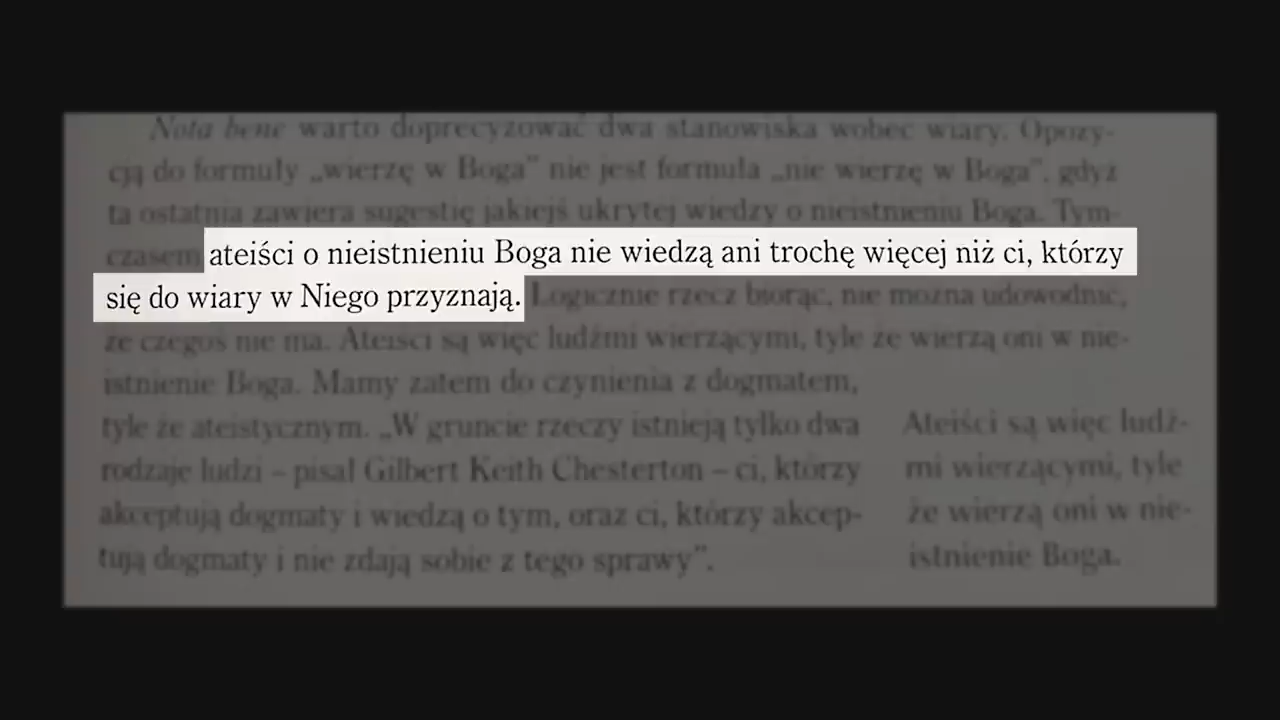 Nota bene warto doprecyzować dwa stanowiska wobec wiary. Opozy-
cją do formuły „wierzę w Boga” nie jest formuła „nie wierzę w Boga”, gdyż
ta ostatnia zawiera sugestię jakiejś ukrytej wiedzy o nieistnieniu Boga. Tym-
czasem ateiści o nieistnieniu Boga nie wiedzą ani trochę więcej niż ci, którzy
się do wiary w Niego przyznają. Logicznie rzecz biorąc, nie można udowodnić,
że czegoś nie ma. Ateiści są więc ludźmi wierzącymi, tyle że wierzą oni w nie-
istnienie Boga. Mamy zatem do czynienia z dogmatem,
tyle że ateistycznym. „W gruncie rzeczy istnieją tylko dwa
rodzaje ludzi – pisał Gilbert Keith Chesterton – ci, którzy
akceptują dogmaty i wiedzą o tym, oraz ci, którzy akcep-
tują dogmaty i nie zdają sobie z tego sprawy”.
Ateiści są więc ludź-
mi wierzącymi, tyle
że wierzą oni w nie-
istnienie Boga.